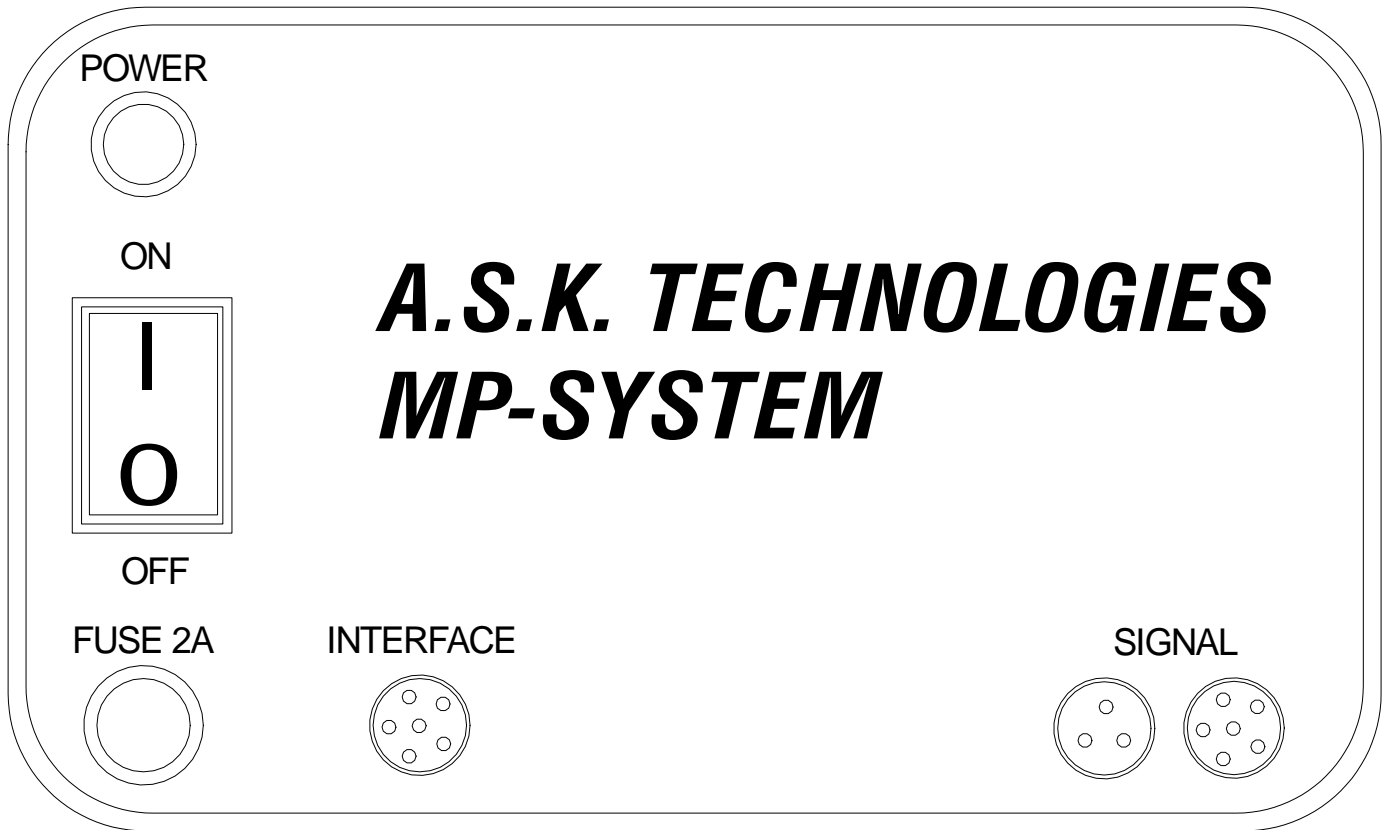 POWER
ON
A.S.K. TECHNOLOGIES
MP-SYSTEM
I
O
OFF
FUSE 2A
INTERFACE
SIGNAL